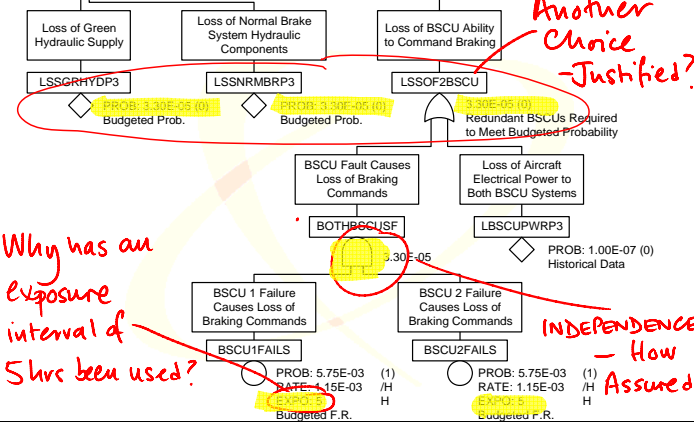 Another
Choice
-Justified?
Loss of Green
Hydraulic Supply
Loss of Normal Brake
System Hydraulic
Components
Loss of BSCU Ability
to Command Braking
LSSGRHYDP3
LSSNRMBRP3
LSSOF2BSCU
PROB: 3.30E-05 (0)
Budgeted Prob.
PROB: 3.30E-05 (0)
Budgeted Prob.
3.30E-05 (0)
Redundant BSCUs Required
to Meet Budgeted Probability
BSCU Fault Causes
Loss of Braking
Commands
Loss of Aircraft
Electrical Power to
Both BSCU Systems
BOTHBSCUSF
LBSCUPWRP3
3.30E-05
PROB: 1.00E-07 (0)
Historical Data
Why has an
exposure
interval of
5 hrs been used?
BSCU 1 Failure
Causes Loss of
Braking Commands
BSCU 2 Failure
Causes Loss of
Braking Commands
INDEPENDENCE
- How
Assured
BSCU1FAILS
BSCU2FAILS
PROB: 5.75E-03 (1)
RATE: 1.15E-03 /H
EXPO: 5 H
Budgeted F.R.
PROB: 5.75E-03 (1)
RATE: 1.15E-03 /H
EXPO: 5 H
Budgeted F.R.